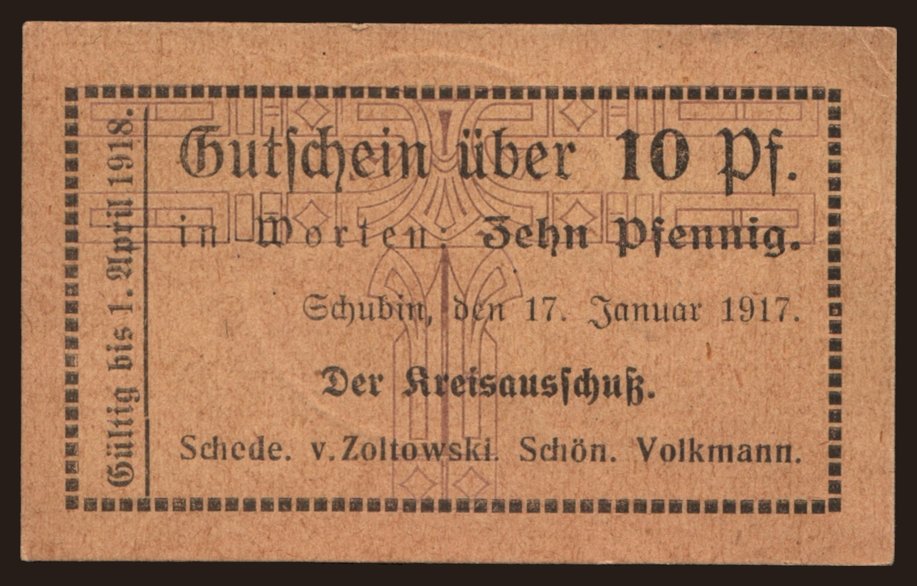 Gültig bis 1. April 1918.
Gutschein über 10 Pf.
in Worten: Zehn Pfennig.
Schubin, den 17. Januar 1917.
Der Kreisausschuß.
Schede. v. Zoltowski. Schön. Volkmann.